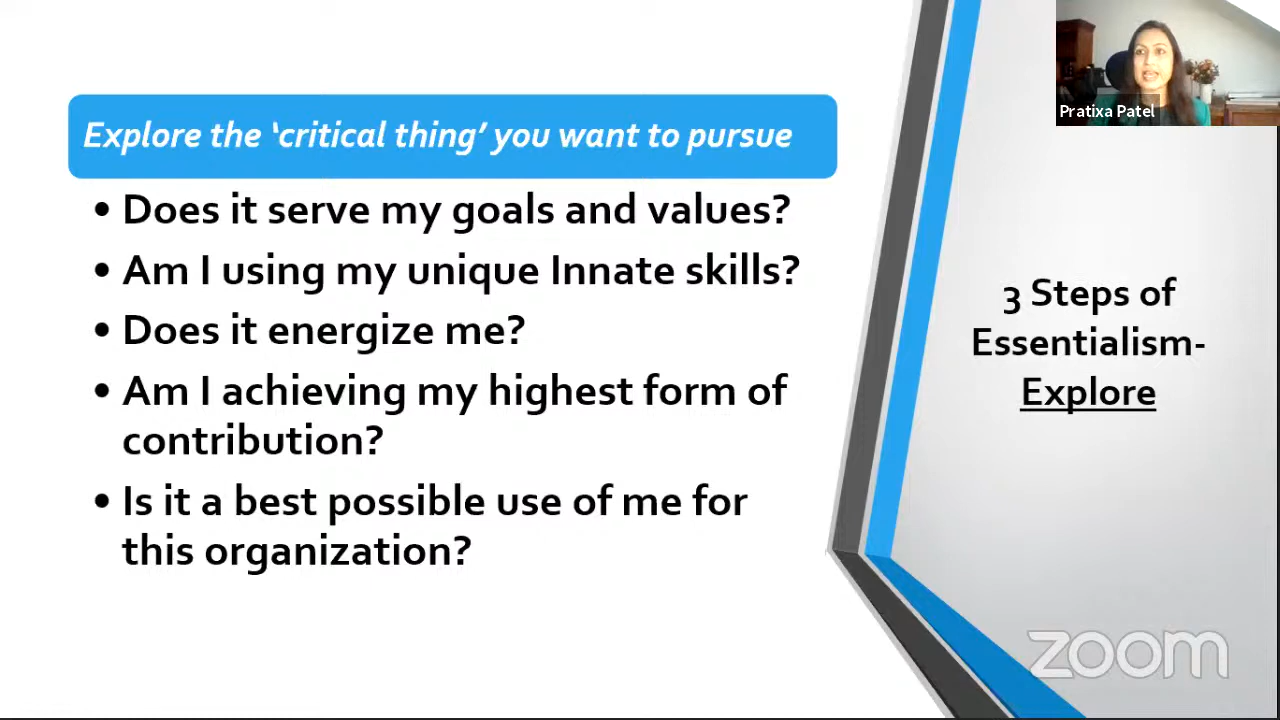 Explore the ‘critical thing’ you want to pursue
• Does it serve my goals and values?
• Am I using my unique Innate skills?
• Does it energize me?
• Am I achieving my highest form of
contribution?
• Is it a best possible use of me for
this organization?
3 Steps of
Essentialism-
Explore
Pratixa Patel
zoom